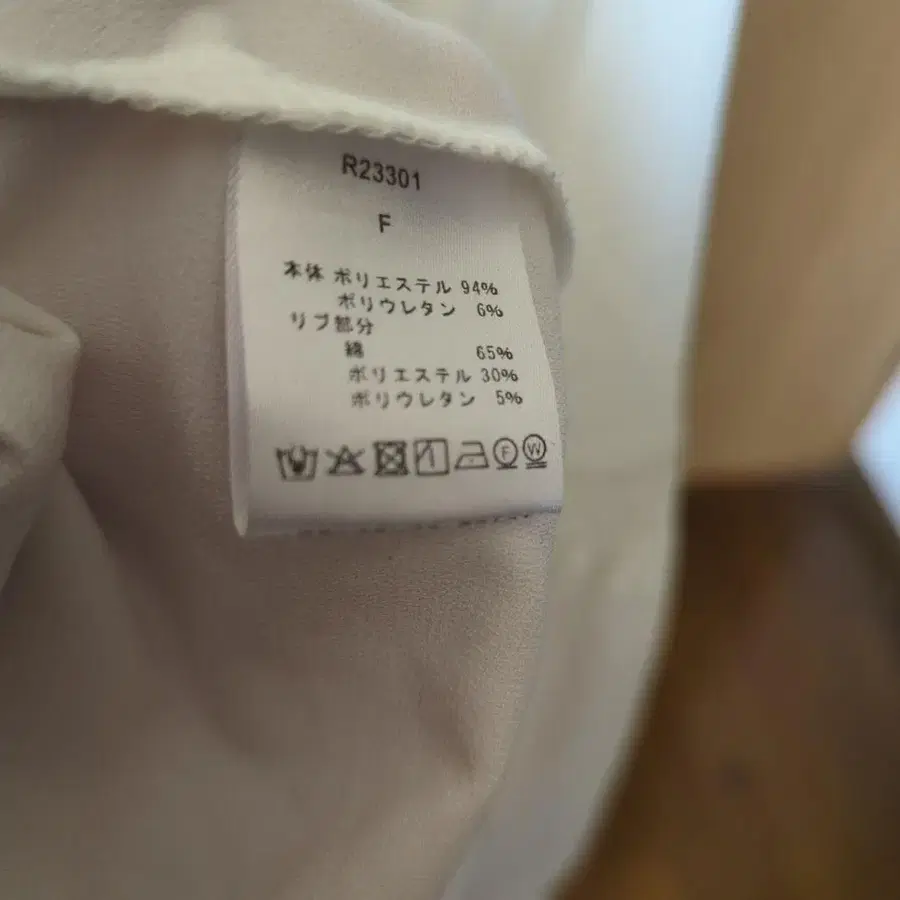 R23301
F
本体 ポリエステル 94%
ポリウレタン 6%
リブ部分
綿 65%
ポリエステル 30%
ポリウレタン 5%
F W